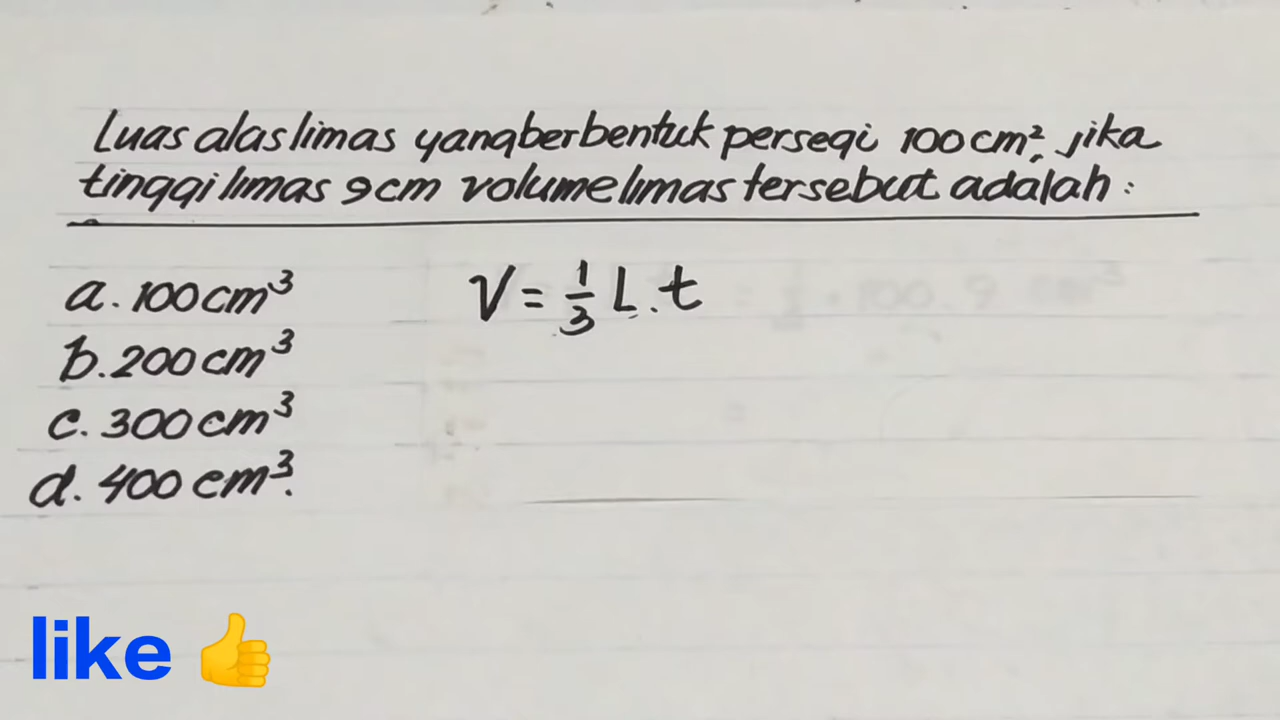 Luas alas limas yang berbentuk persegi 100 cm². jika
tinggi limas 9 cm volume limas tersebut adalah :
a. 100 cm³
b. 200 cm³
c. 300 cm³
d. 400 cm³.
V = 1/3 L . t
like 👍